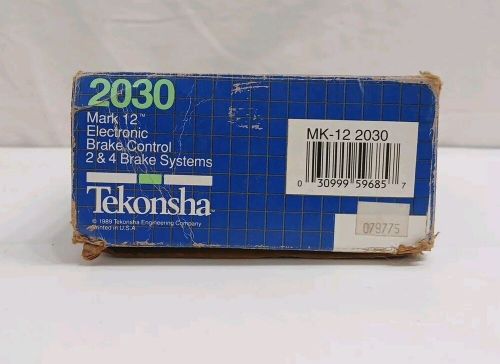 2030
Mark 12™
Electronic
Brake Control
2 & 4 Brake Systems
Tekonsha™
© 1989 Tekonsha Engineering Company
Printed in U.S.A.
MK-12 2030
0 30999 59685 7
079775